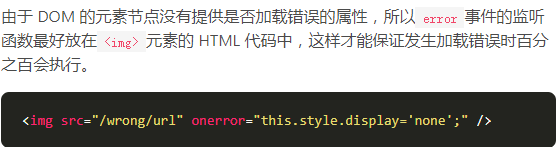 由于 DOM 的元素节点没有提供是否加载错误的属性，所以 error 事件的监听
函数最好放在 <img> 元素的 HTML 代码中，这样才能保证发生加载错误时百分
之百会执行。
<img src="/wrong/url" onerror="this.style.display='none';" />